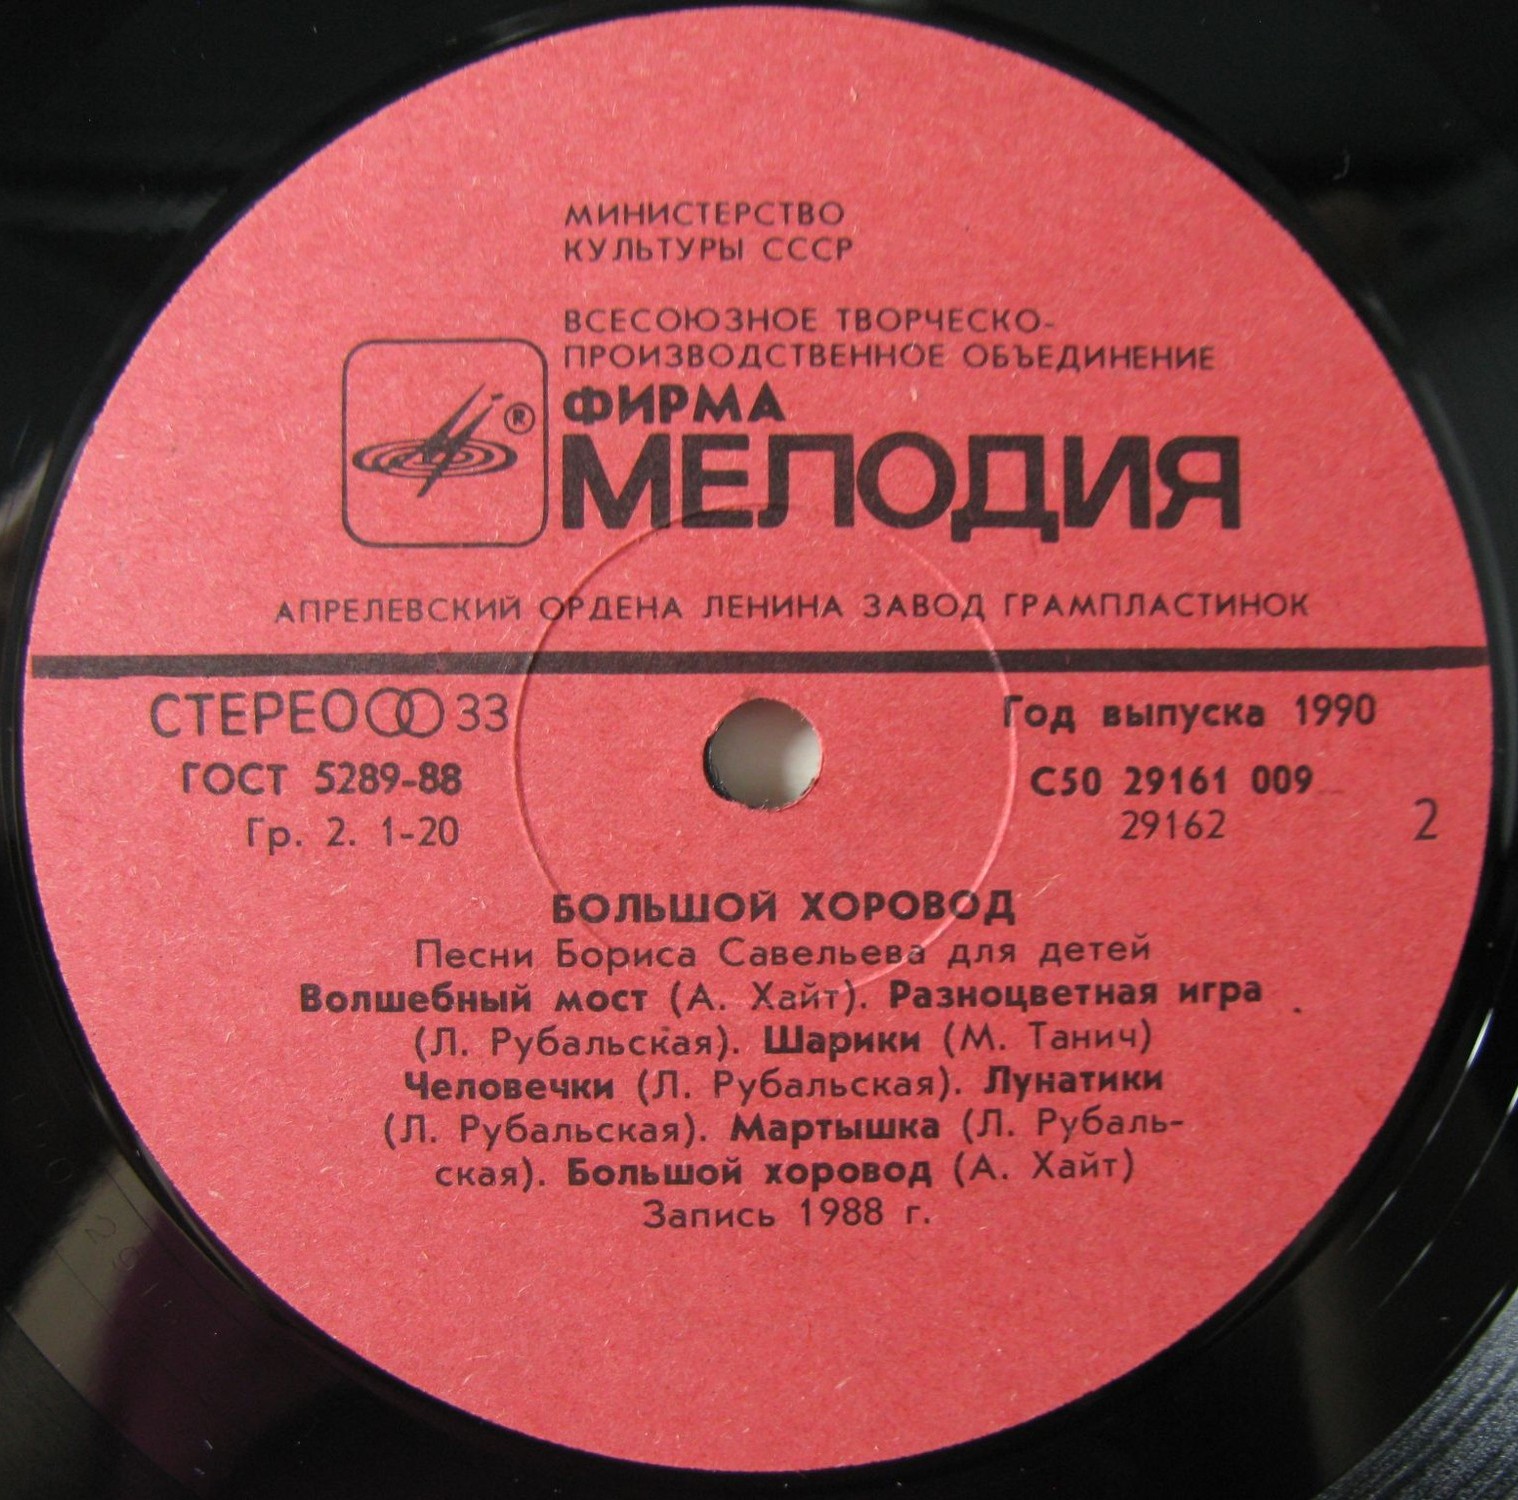 МИНИСТЕРСТВО
КУЛЬТУРЫ СССР
ВСЕСОЮЗНОЕ ТВОРЧЕСКО-
ПРОИЗВОДСТВЕННОЕ ОБЪЕДИНЕНИЕ
ФИРМА
МЕЛОДИЯ
®
АПРЕЛЕВСКИЙ ОРДЕНА ЛЕНИНА ЗАВОД ГРАМПЛАСТИНОК
СТЕРЕО 33
ГОСТ 5289-88
Гр. 2. 1-20
Год выпуска 1990
С50 29161 009
29162
2
БОЛЬШОЙ ХОРОВОД
Песни Бориса Савельева для детей
Волшебный мост (А. Хайт). Разноцветная игра
(Л. Рубальская). Шарики (М. Танич)
Человечки (Л. Рубальская). Лунатики
(Л. Рубальская). Мартышка (Л. Рубаль-
ская). Большой хоровод (А. Хайт)
Запись 1988 г.